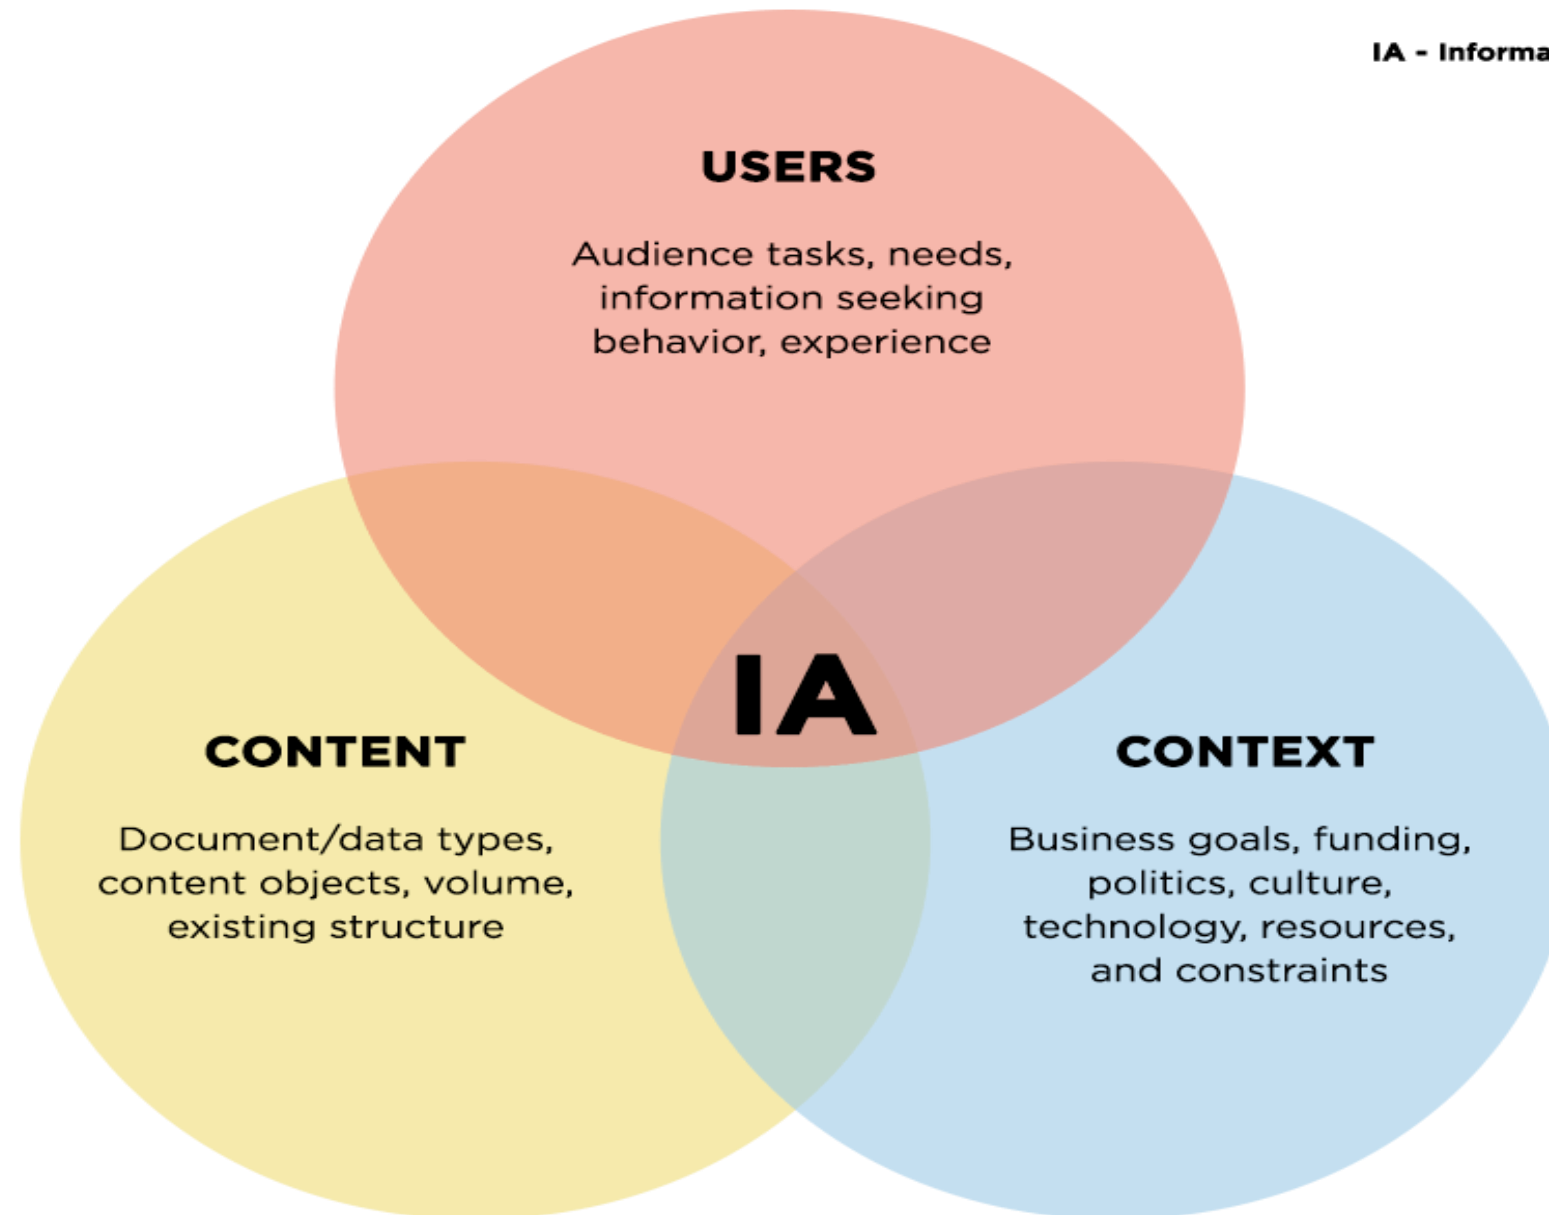 IA - Informa
USERS
Audience tasks, needs,
information seeking
behavior, experience
IA
CONTENT
Document/data types,
content objects, volume,
existing structure
CONTEXT
Business goals, funding,
politics, culture,
technology, resources,
and constraints